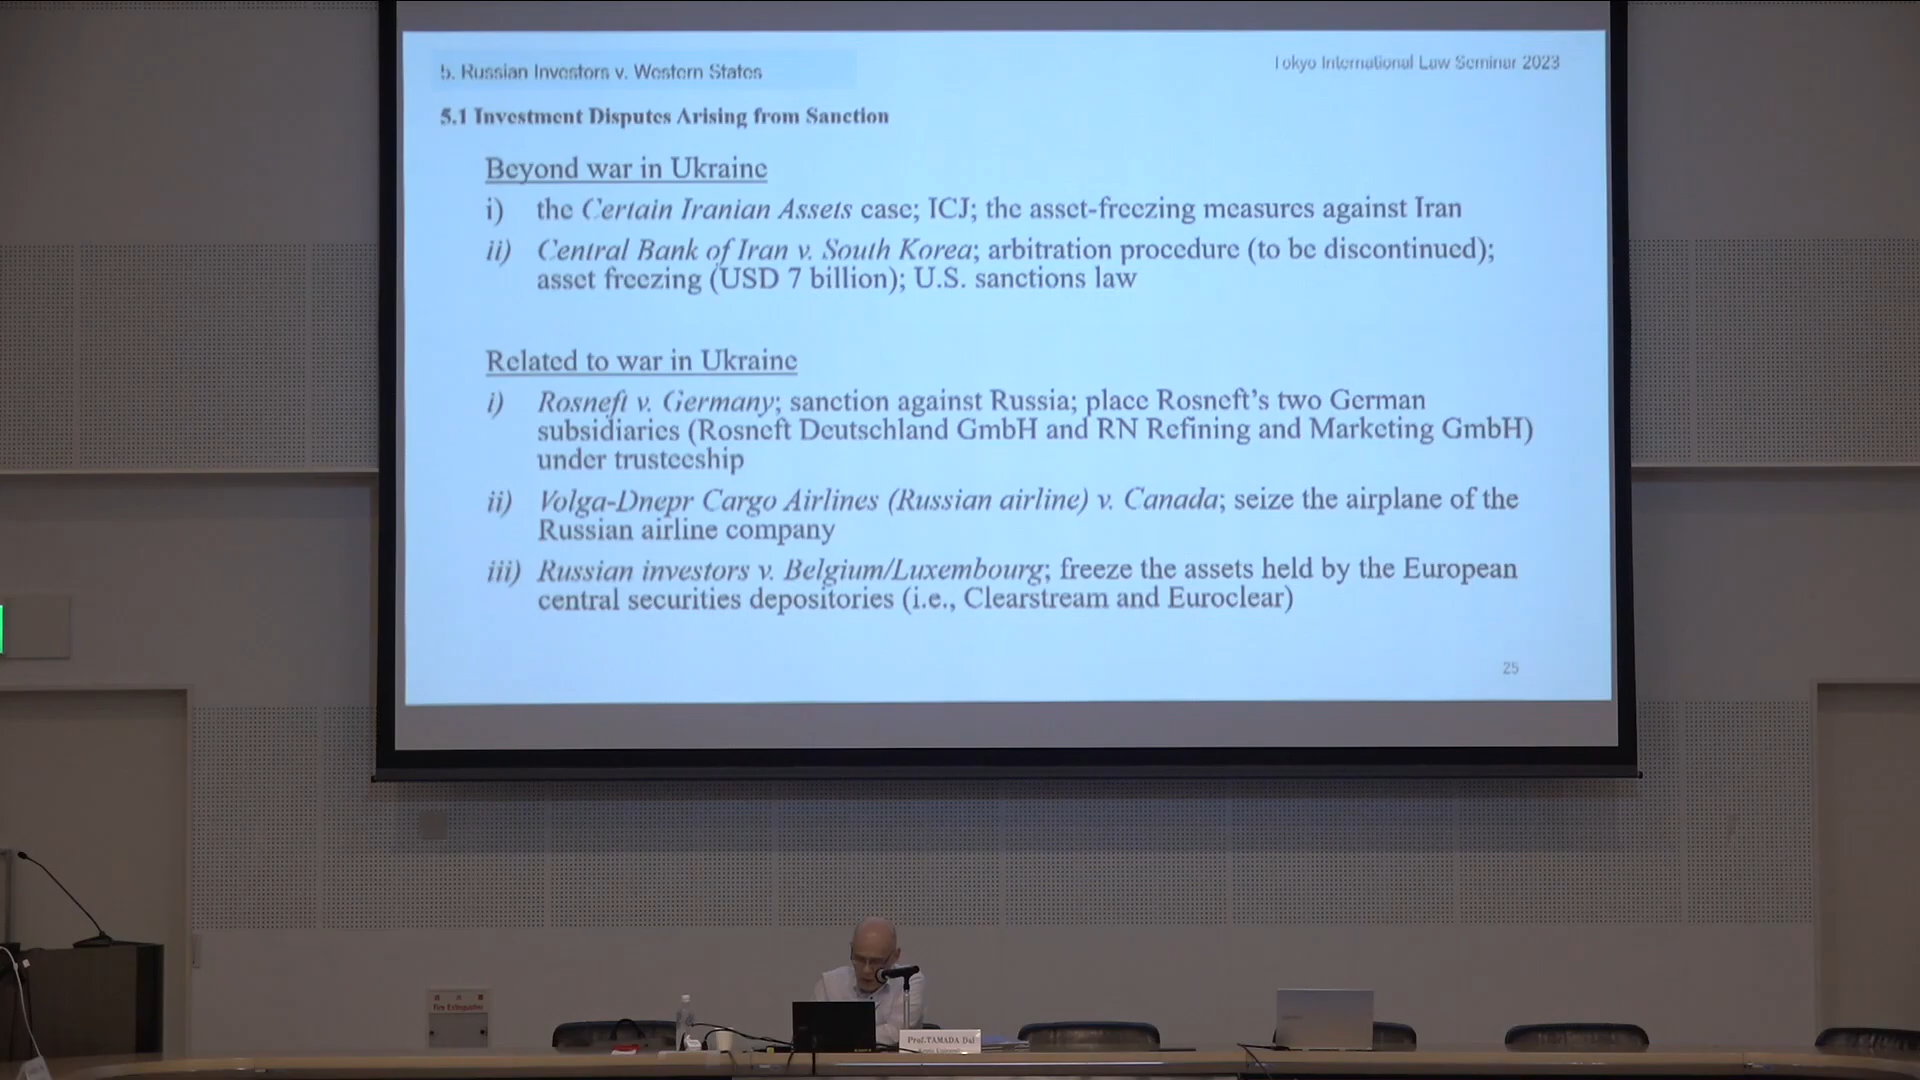 5. Russian Investors v. Western States
Tokyo International Law Seminar 2023
5.1 Investment Disputes Arising from Sanction
Beyond war in Ukraine
i) the Certain Iranian Assets case; ICJ; the asset-freezing measures against Iran
ii) Central Bank of Iran v. South Korea; arbitration procedure (to be discontinued);
asset freezing (USD 7 billion); U.S. sanctions law
Related to war in Ukraine
i) Rosneft v. Germany; sanction against Russia; place Rosneft's two German
subsidiaries (Rosneft Deutschland GmbH and RN Refining and Marketing GmbH)
under trusteeship
ii) Volga-Dnepr Cargo Airlines (Russian airline) v. Canada; seize the airplane of the
Russian airline company
iii) Russian investors v. Belgium/Luxembourg; freeze the assets held by the European
central securities depositories (i.e., Clearstream and Euroclear)
25
Fire Extinguisher
Prof.TAMADA Dai